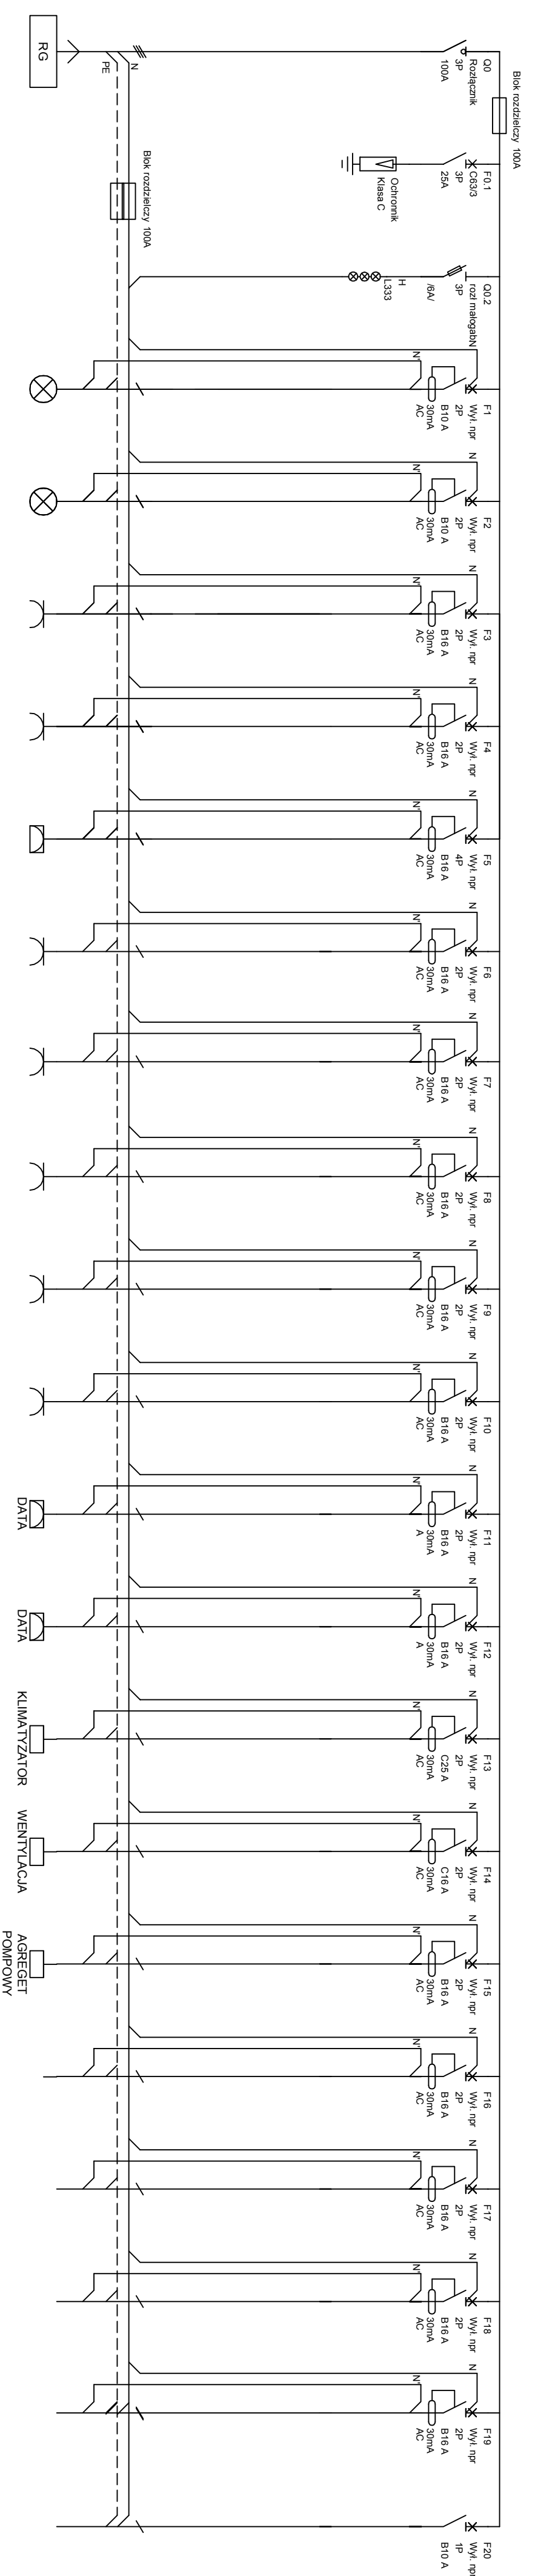 Blok rozdzielczy 100A
Q0
Rozłącznik
3P
100A
F0.1
C63/3
3P
25A
Ochronnik
Klasa C
Q0.2
rozł małogab
3P
/6A/
H
L333
RG
PE
N
Blok rozdzielczy 100A
F1
Wył. npr
2P
B10 A
30mA
AC
N
N'
F2
Wył. npr
2P
B10 A
30mA
AC
N
N'
F3
Wył. npr
2P
B16 A
30mA
AC
N
N'
F4
Wył. npr
2P
B16 A
30mA
AC
N
N'
F5
Wył. npr
4P
B16 A
30mA
AC
N
N'
F6
Wył. npr
2P
B16 A
30mA
AC
N
N'
F7
Wył. npr
2P
B16 A
30mA
AC
N
N'
F8
Wył. npr
2P
B16 A
30mA
AC
N
N'
F9
Wył. npr
2P
B16 A
30mA
AC
N
N'
F10
Wył. npr
2P
B16 A
30mA
AC
N
N'
F11
Wył. npr
2P
B16 A
30mA
A
N
N'
DATA
F12
Wył. npr
2P
B16 A
30mA
A
N
N'
DATA
F13
Wył. npr
2P
C25 A
30mA
AC
N
N'
KLIMATYZATOR
F14
Wył. npr
2P
C16 A
30mA
AC
N
N'
WENTYLACJA
F15
Wył. npr
2P
B16 A
30mA
AC
N
N'
AGREGET
POMPOWY
F16
Wył. npr
2P
B16 A
30mA
AC
N
N'
F17
Wył. npr
2P
B16 A
30mA
AC
N
N'
F18
Wył. npr
2P
B16 A
30mA
AC
N
N'
F19
Wył. npr
2P
B16 A
30mA
AC
N
N'
F20
Wył. npr
1P
B10 A